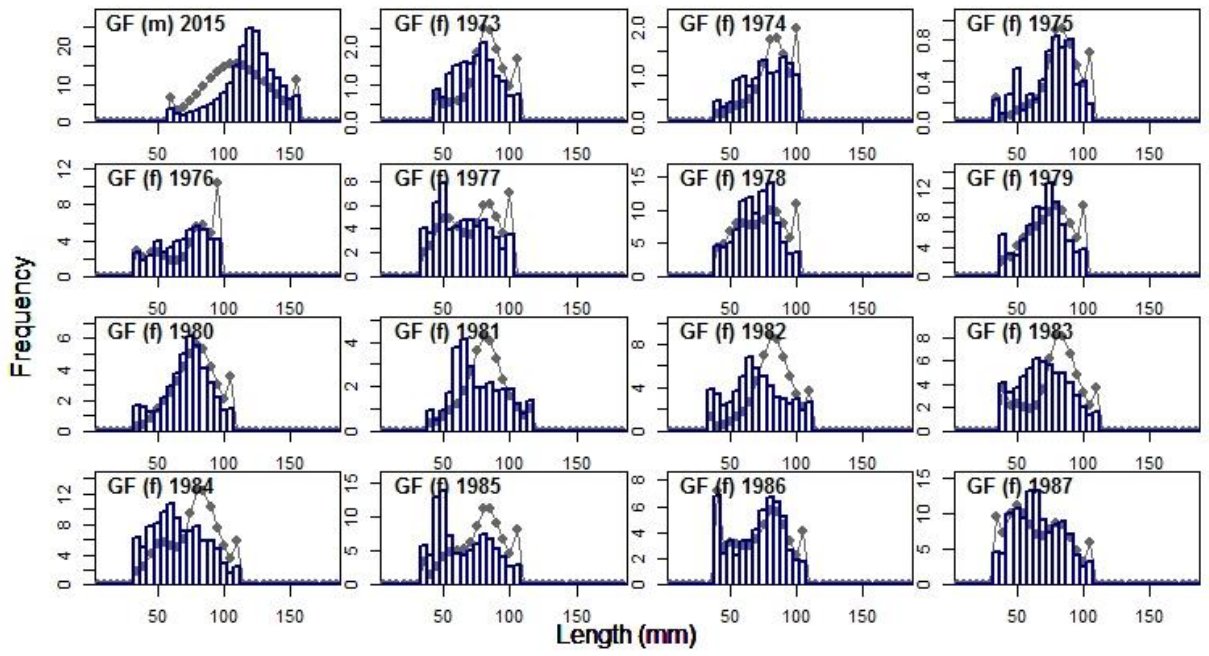 GF (m) 2015
GF (f) 1973
GF (f) 1974
GF (f) 1975
0 10 20
0.0 1.0 2.0
0.0 1.0 2.0
0.0 0.4 0.8
50 100 150
50 100 150
50 100 150
50 100 150
GF (f) 1976
GF (f) 1977
GF (f) 1978
GF (f) 1979
0 4 8 12
0 2 4 6 8
0 5 10 15
0 4 8 12
50 100 150
50 100 150
50 100 150
50 100 150
Frequency
GF (f) 1980
GF (f) 1981
GF (f) 1982
GF (f) 1983
0 2 4 6
0 2 4
0 2 4 6 8
0 2 4 6 8
50 100 150
50 100 150
50 100 150
50 100 150
GF (f) 1984
GF (f) 1985
GF (f) 1986
GF (f) 1987
0 4 8 12
0 5 10 15
0 2 4 6 8
0 5 10 15
50 100 150
50 100 150
50 100 150
50 100 150
Length (mm)